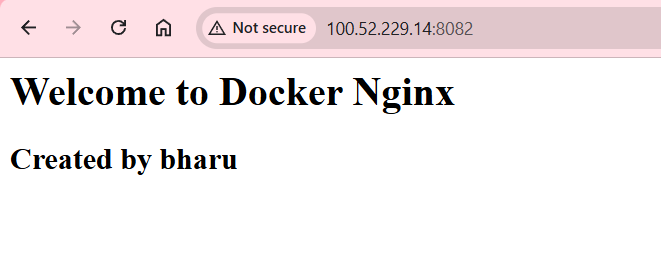 Not secure 100.52.229.14:8082
Welcome to Docker Nginx
Created by bharu